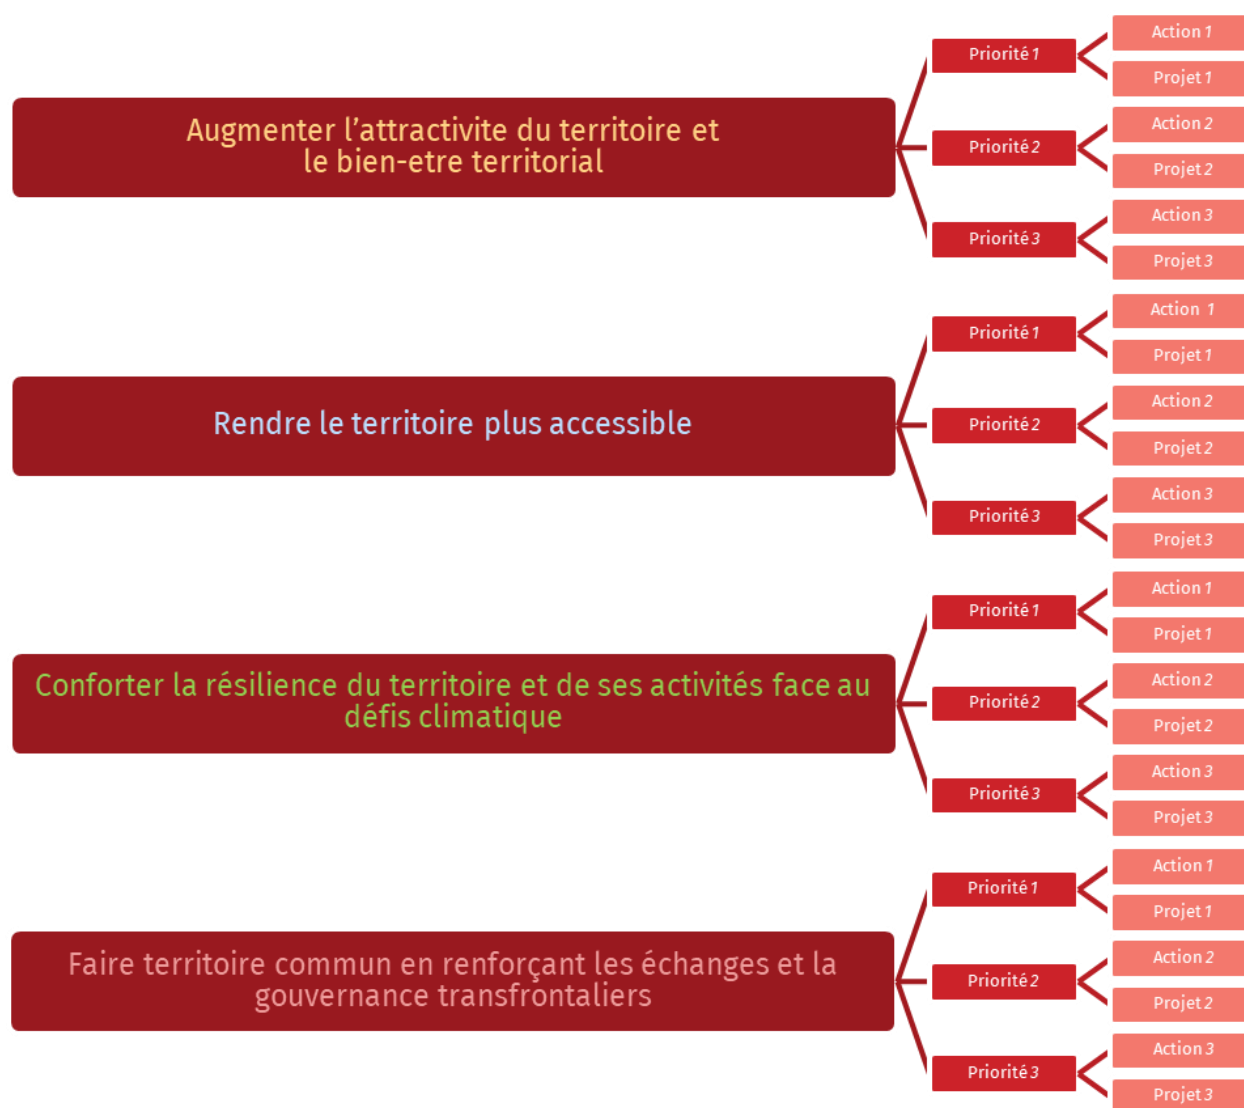 Augmenter l’attractivite du territoire et
le bien-etre territorial
Priorité 1
Action 1
Projet 1
Priorité 2
Action 2
Projet 2
Priorité 3
Action 3
Projet 3
Rendre le territoire plus accessible
Priorité 1
Action 1
Projet 1
Priorité 2
Action 2
Projet 2
Priorité 3
Action 3
Projet 3
Conforter la résilience du territoire et de ses activités face au
défis climatique
Priorité 1
Action 1
Projet 1
Priorité 2
Action 2
Projet 2
Priorité 3
Action 3
Projet 3
Faire territoire commun en renforçant les échanges et la
gouvernance transfrontaliers
Priorité 1
Action 1
Projet 1
Priorité 2
Action 2
Projet 2
Priorité 3
Action 3
Projet 3